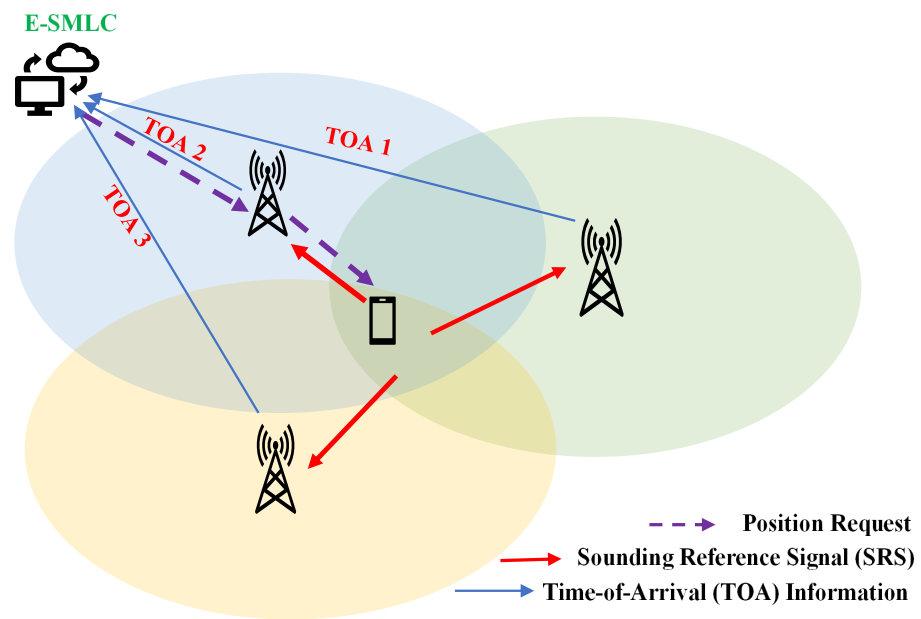 E-SMLC
TOA 1
TOA 2
TOA 3
Position Request
Sounding Reference Signal (SRS)
Time-of-Arrival (TOA) Information